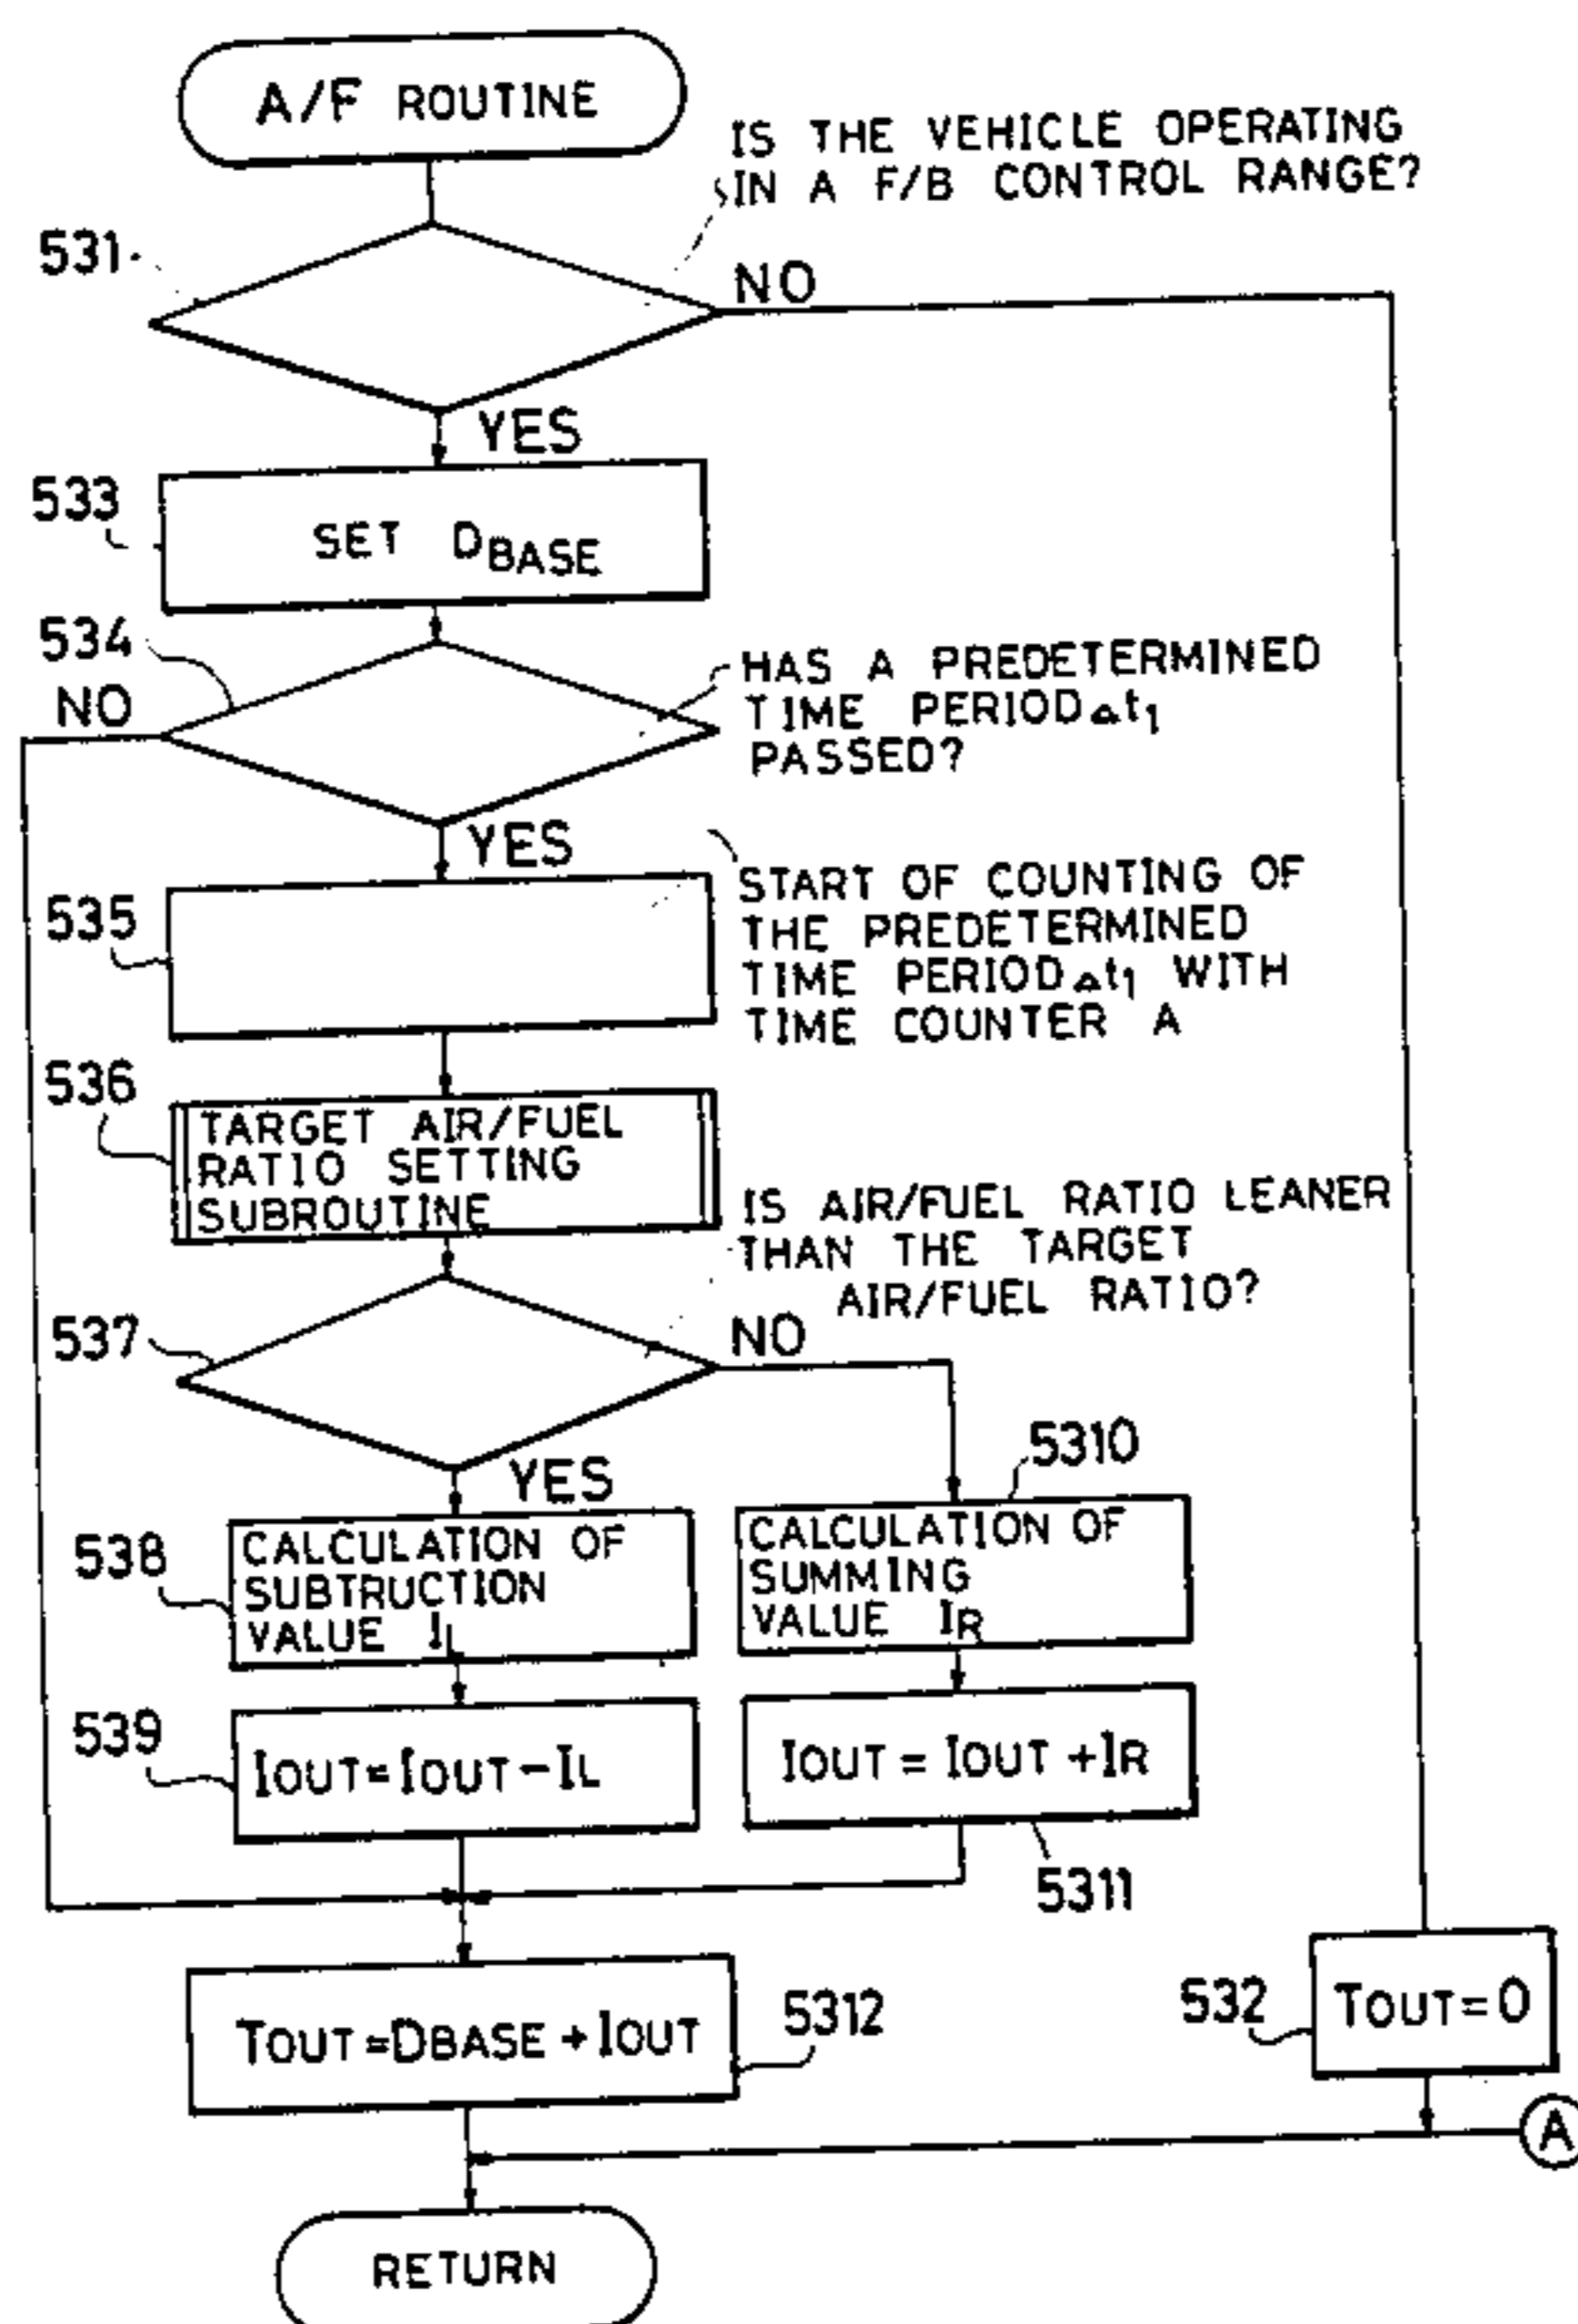 A/F ROUTINE
IS THE VEHICLE OPERATING
IN A F/B CONTROL RANGE?
531
NO
YES
533
SET DBASE
534
NO
HAS A PREDETERMINED
TIME PERIOD Δt1
PASSED?
YES
535
START OF COUNTING OF
THE PREDETERMINED
TIME PERIOD Δt1 WITH
TIME COUNTER A
536
TARGET AIR/FUEL
RATIO SETTING
SUBROUTINE
IS AIR/FUEL RATIO LEANER
THAN THE TARGET
AIR/FUEL RATIO?
537
NO
YES
5310
538
CALCULATION OF
SUBTRUCTION
VALUE IL
CALCULATION OF
SUMMING
VALUE IR
539
IOUT=IOUT-IL
IOUT = IOUT +IR
5311
TOUT=DBASE+IOUT
5312
532
TOUT=0
A
RETURN